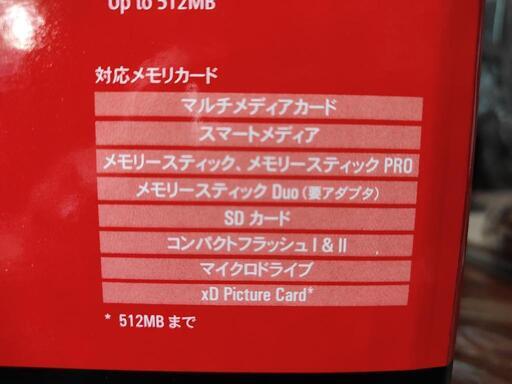 Up to 512MB
対応メモリカード
マルチメディアカード
スマートメディア
メモリースティック、メモリースティック PRO
メモリースティック Duo (要アダプタ)
SD カード
コンパクトフラッシュ I & II
マイクロドライブ
xD Picture Card*
* 512MB まで